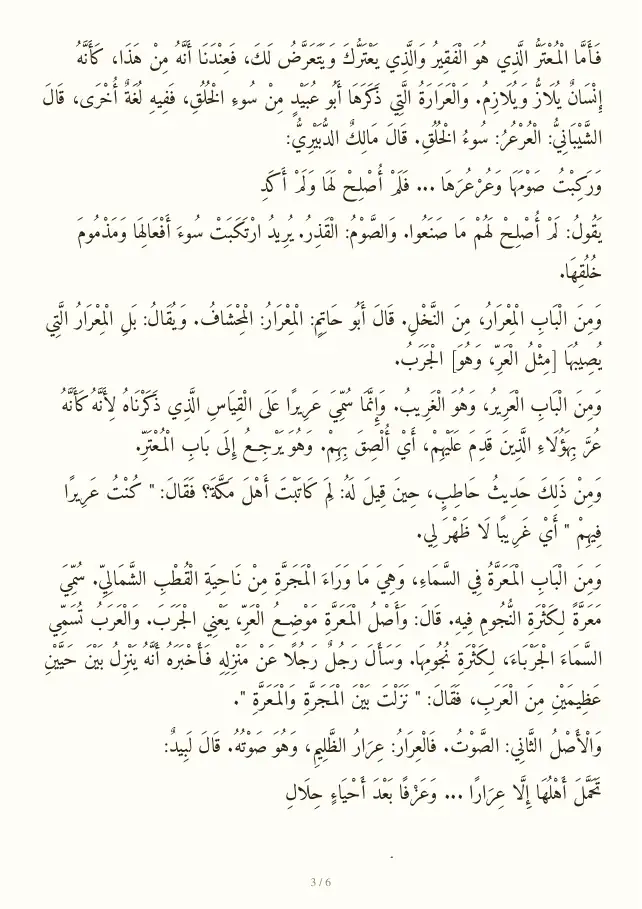 فَأَمَّا الْمُعْتَرُّ الَّذِي هُوَ الْفَقِيرُ وَالَّذِي يَعْتَرُّكَ وَيَتَعَرَّضُ لَكَ، فَعِنْدَنَا أَنَّهُ مِنْ هَذَا، كَأَنَّهُ
إِنْسَانٌ يُلَازُّ وَيُلَازِمُ. وَالْعَرَارَةُ الَّتِي ذَكَرَهَا أَبُو عُبَيْدٍ مِنْ سُوءِ الْخُلُقِ، فَفِيهِ لُغَةٌ أُخْرَى، قَالَ
الشَّيْبَانِيُّ: الْعُرْعُرُ: سُوءُ الْخُلُقِ. قَالَ مَالِكٌ الدُّبَيْرِيُّ:
وَرَكِبْتُ صَوْمَهَا وَعُرْعُرَهَا ... فَلَمْ أُصْلِحْ لَهَا وَلَمْ أَكَدِ
يَقُولُ: لَمْ أُصْلِحْ لَهُمْ مَا صَنَعُوا. وَالصَّوْمُ: الْقَذِرُ. يُرِيدُ ارْتَكَبَتْ سُوءَ أَفْعَالِهَا وَمَذْمُومَ
خُلُقِهَا.
وَمِنَ الْبَابِ الْمِعْرَارُ، مِنَ النَّخْلِ. قَالَ أَبُو حَاتِمٍ: الْمِعْرَارُ: الْمِحْشَافُ. وَيُقَالُ: بَلِ الْمِعْرَارُ الَّتِي
يُصِيبُهَا [مِثْلُ الْعَرِّ، وَهُوَ] الْجَرَبُ.
وَمِنَ الْبَابِ الْعَرِيرُ، وَهُوَ الْغَرِيبُ. وَإِنَّمَا سُمِّيَ عَرِيرًا عَلَى الْقِيَاسِ الَّذِي ذَكَرْنَاهُ لِأَنَّهُ كَأَنَّهُ
عُرَّ بِهَؤُلَاءِ الَّذِينَ قَدِمَ عَلَيْهِمْ، أَيْ أُلْصِقَ بِهِمْ. وَهُوَ يَرْجِعُ إِلَى بَابِ الْمُعْتَرِّ.
وَمِنْ ذَلِكَ حَدِيثُ حَاطِبٍ، حِينَ قِيلَ لَهُ: لِمَ كَاتَبْتَ أَهْلَ مَكَّةَ؟ فَقَالَ: " كُنْتُ عَرِيرًا
فِيهِمْ " أَيْ غَرِيبًا لَا ظَهْرَ لِي.
وَمِنَ الْبَابِ الْمَعَرَّةُ فِي السَّمَاءِ، وَهِيَ مَا وَرَاءَ الْمَجَرَّةِ مِنْ نَاحِيَةِ الْقُطْبِ الشَّمَالِيِّ. سُمِّيَ
مَعَرَّةً لِكَثْرَةِ النُّجُومِ فِيهِ. قَالَ: وَأَصْلُ الْمَعَرَّةِ مَوْضِعُ الْعَرِّ، يَعْنِي الْجَرَبَ. وَالْعَرَبُ تُسَمِّي
السَّمَاءَ الْجَرْبَاءَ، لِكَثْرَةِ نُجُومِهَا. وَسَأَلَ رَجُلٌ رَجُلًا عَنْ مَنْزِلِهِ فَأَخْبَرَهُ أَنَّهُ يَنْزِلُ بَيْنَ حَيَّيْنِ
عَظِيمَيْنِ مِنَ الْعَرَبِ، فَقَالَ: " نَزَلْتَ بَيْنَ الْمَجَرَّةِ وَالْمَعَرَّةِ ".
وَالْأَصْلُ الثَّانِي: الصَّوْتُ. فَالْعِرَارُ: عِرَارُ الظَّلِيمِ، وَهُوَ صَوْتُهُ. قَالَ لَبِيدٌ:
تَحَمَّلَ أَهْلُهَا إِلَّا عِرَارًا ... وَعَزْفًا بَعْدَ أَحْيَاءٍ حِلَالِ
3 / 6